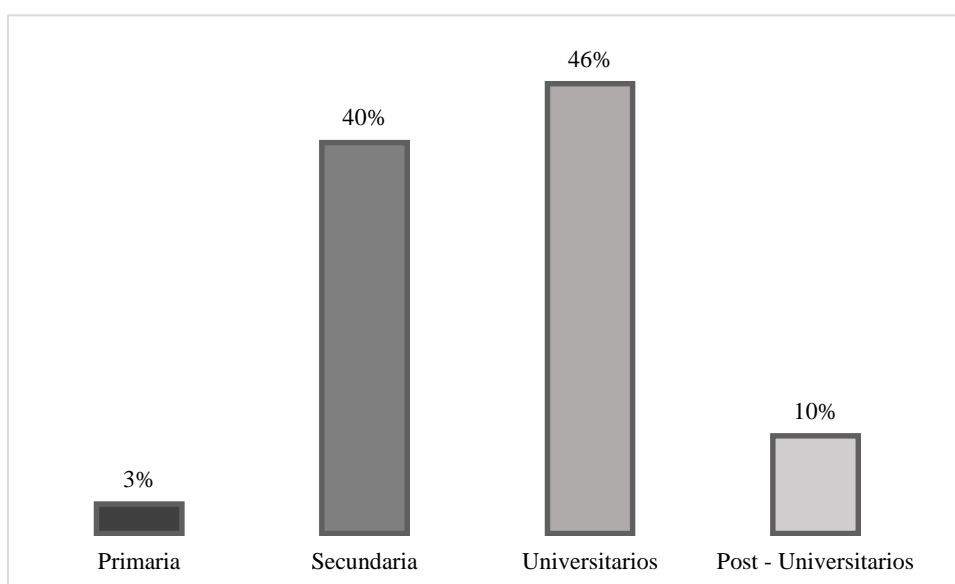 46%
40%
10%
3%
Primaria
Secundaria
Universitarios
Post - Universitarios